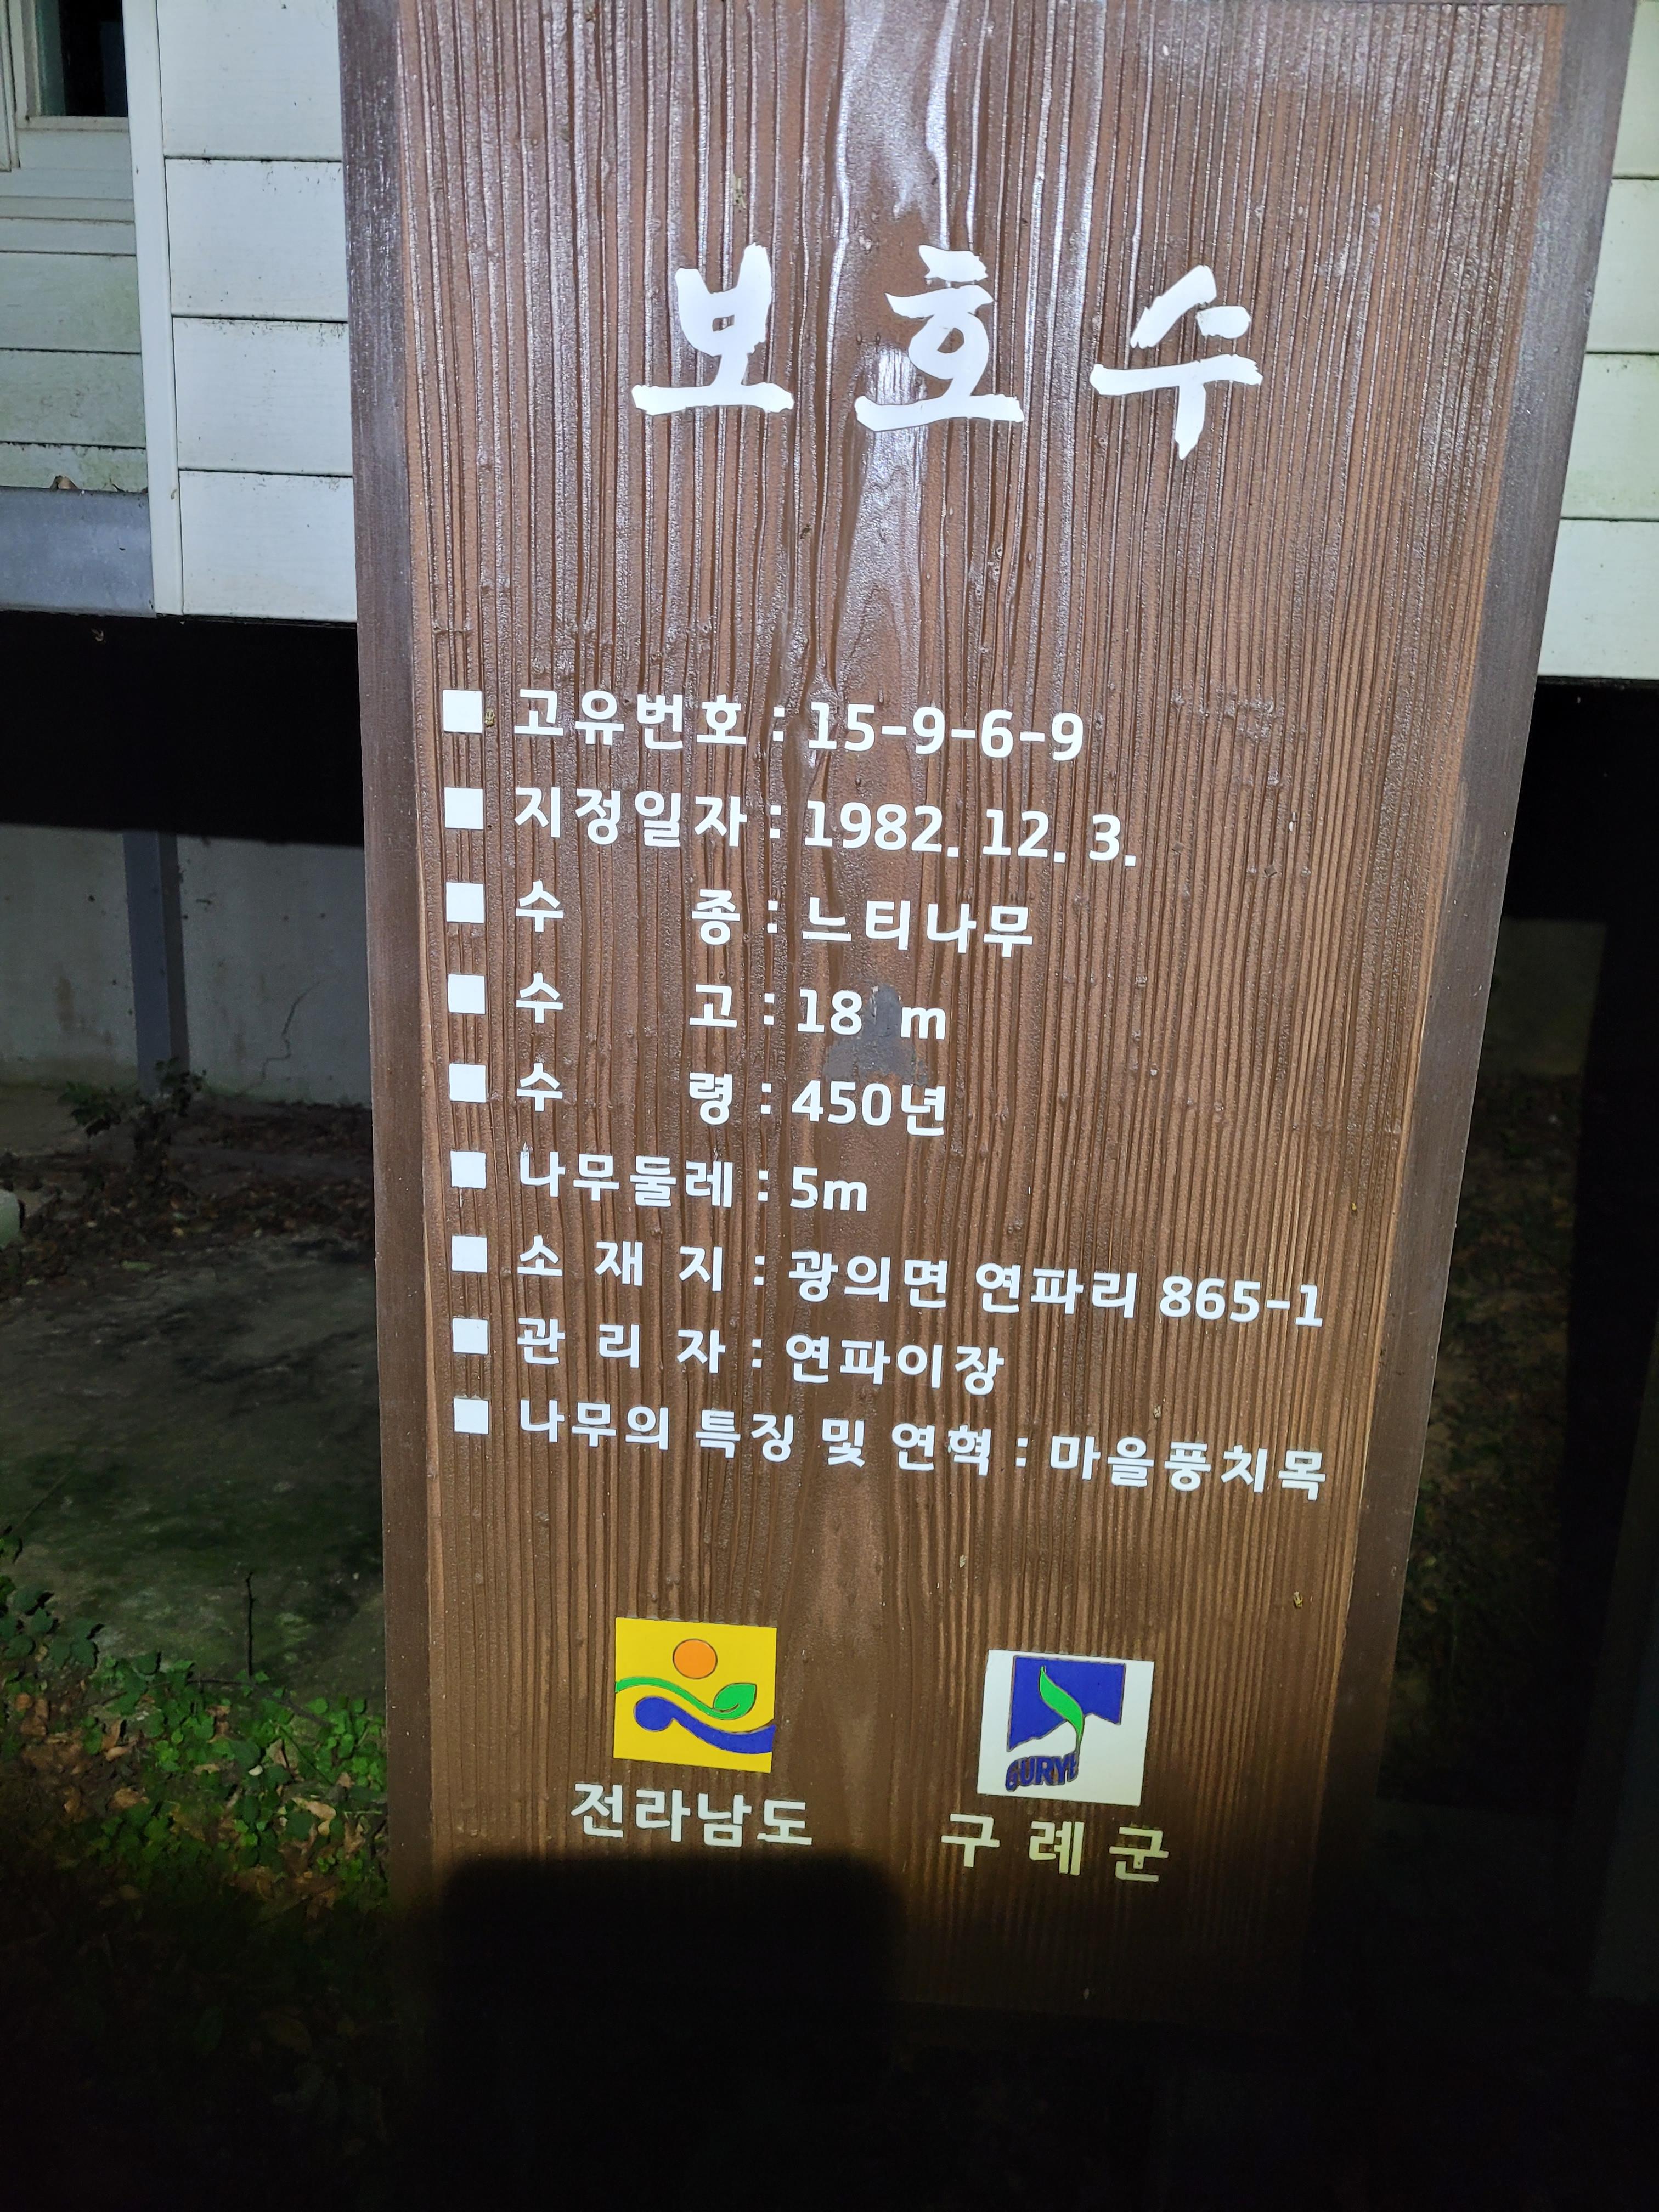 보호수
■ 고유번호 : 15-9-6-9
■ 지정일자 : 1982. 12. 3.
■ 수 종 : 느티나무
■ 수 고 : 18 m
■ 수 령 : 450년
■ 나무둘레 : 5m
■ 소 재 지 : 광의면 연파리 865-1
■ 관 리 자 : 연파이장
■ 나무의 특징 및 연혁 : 마을풍치목
GURYE
전라남도 구 례 군